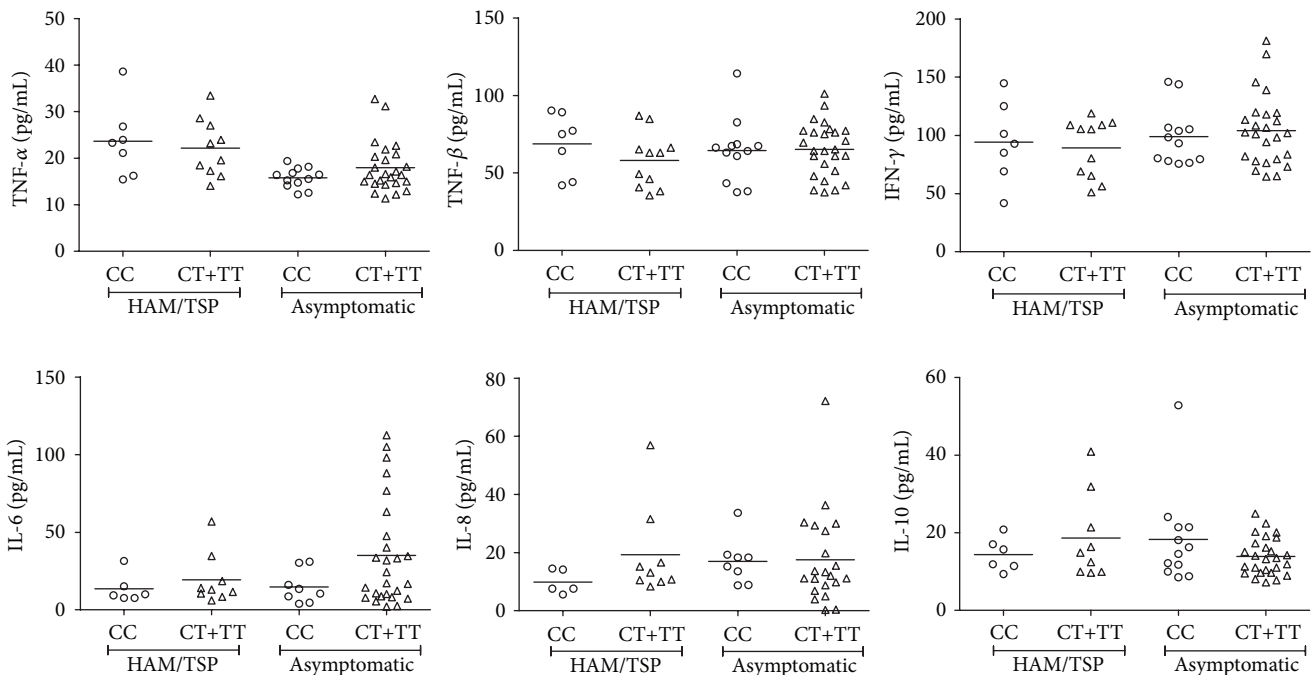 50
40
30
20
10
0
TNF-α (pg/mL)
CC CT+TT CC CT+TT
HAM/TSP Asymptomatic
150
100
50
0
TNF-β (pg/mL)
CC CT+TT CC CT+TT
HAM/TSP Asymptomatic
200
150
100
50
0
IFN-γ (pg/mL)
CC CT+TT CC CT+TT
HAM/TSP Asymptomatic
150
100
50
0
IL-6 (pg/mL)
CC CT+TT CC CT+TT
HAM/TSP Asymptomatic
80
60
40
20
0
IL-8 (pg/mL)
CC CT+TT CC CT+TT
HAM/TSP Asymptomatic
60
40
20
0
IL-10 (pg/mL)
CC CT+TT CC CT+TT
HAM/TSP Asymptomatic